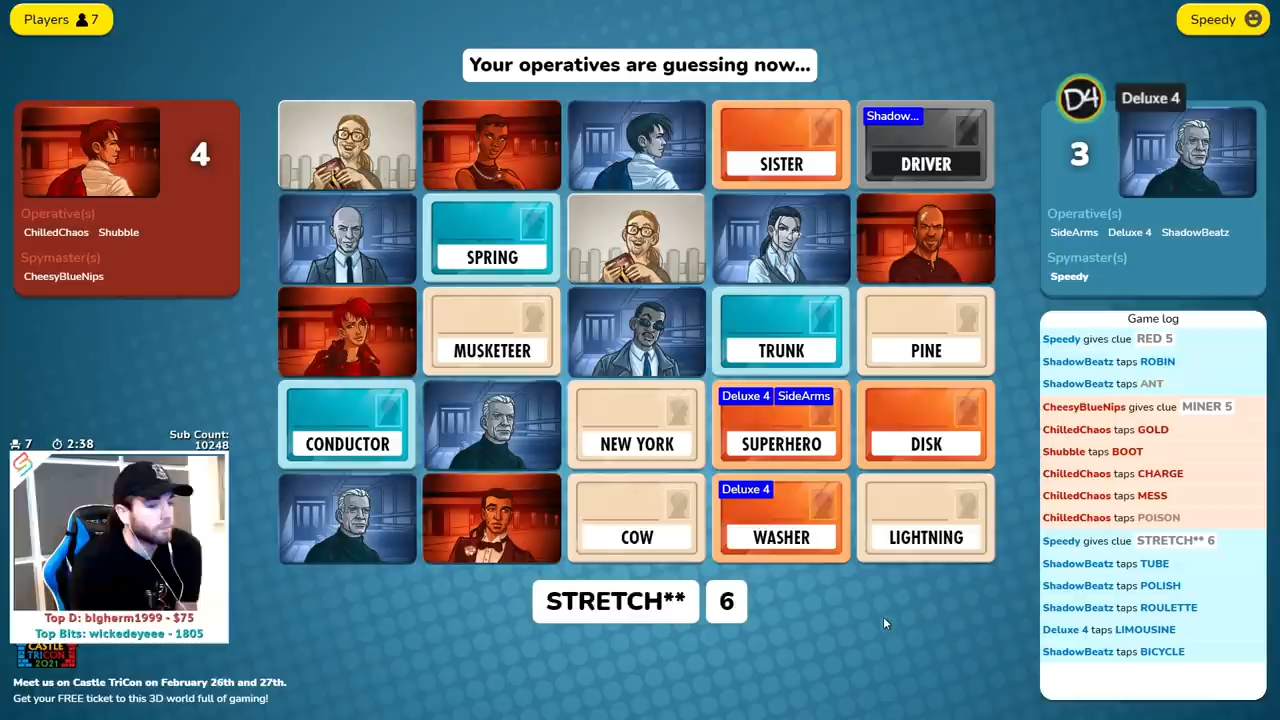 Players 7
Speedy
Your operatives are guessing now...
4
Operative(s)
ChilledChaos Shubble
Spymaster(s)
CheesyBlueNips
SISTER
Shadow...
DRIVER
SPRING
MUSKETEER
TRUNK
PINE
CONDUCTOR
NEW YORK
Deluxe 4 SideArms
SUPERHERO
DISK
COW
Deluxe 4
WASHER
LIGHTNING
STRETCH** 6
D4
Deluxe 4
3
Operative(s)
SideArms Deluxe 4 ShadowBeatz
Spymaster(s)
Speedy
Game log
Speedy gives clue RED 5
ShadowBeatz taps ROBIN
ShadowBeatz taps ANT
CheesyBlueNips gives clue MINER 5
ChilledChaos taps GOLD
Shubble taps BOOT
ChilledChaos taps CHARGE
ChilledChaos taps MESS
ChilledChaos taps POISON
Speedy gives clue STRETCH** 6
ShadowBeatz taps TUBE
ShadowBeatz taps POLISH
ShadowBeatz taps ROULETTE
Deluxe 4 taps LIMOUSINE
ShadowBeatz taps BICYCLE
7 2:38
Sub Count:
10248
Top D: bigherm1999 - $75
Top Bits: wickedyeee - 1805
CASTLE
TRICON
2021
Meet us on Castle TriCon on February 26th and 27th.
Get your FREE ticket to this 3D world full of gaming!